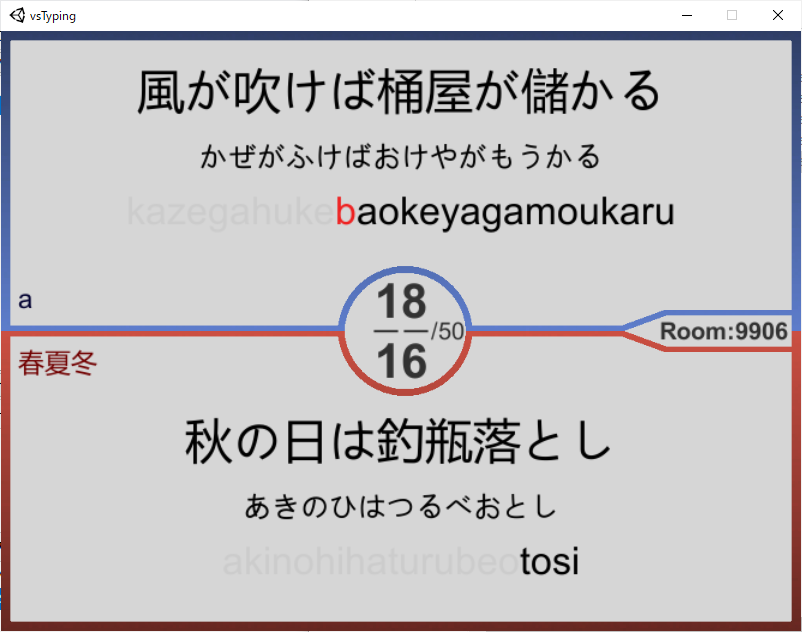 vsTyping
風が吹けば桶屋が儲かる
かぜがふけばおけやがもうかる
kazegahukebaokeyagamoukaru
a
18
16
/50
Room:9906
春夏冬
秋の日は釣瓶落とし
あきのひはつるべおとし
akinohihaturubeotosi